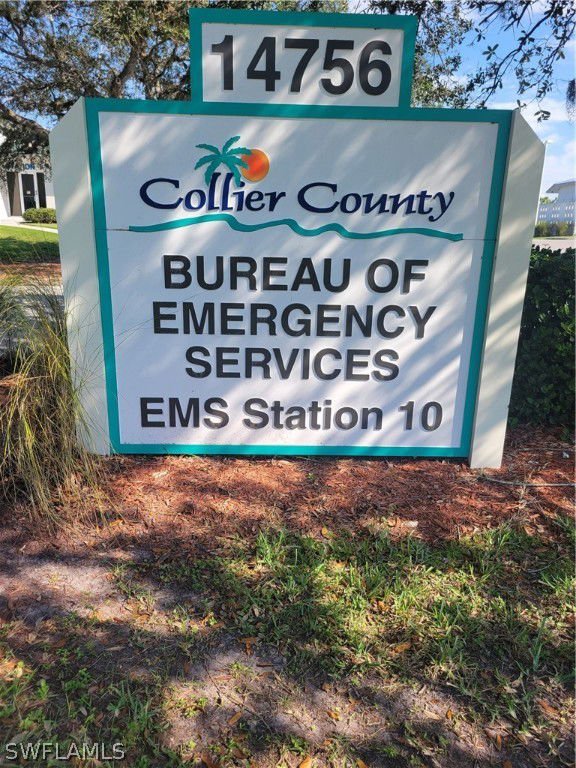 14756
Collier County
BUREAU OF
EMERGENCY
SERVICES
EMS Station 10
SWFLAMLS